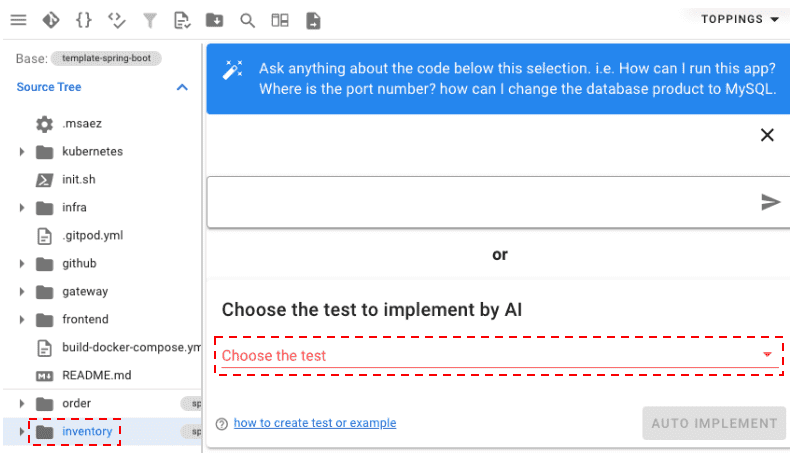 TOPPINGS
Base: template-spring-boot
Source Tree
.msaez
kubernetes
init.sh
infra
.gitpod.yml
github
gateway
frontend
build-docker-compose.ym
README.md
order
sp
inventory
sp
Ask anything about the code below this selection. i.e. How can I run this app?
Where is the port number? how can I change the database product to MySQL.
or
Choose the test to implement by AI
Choose the test
how to create test or example
AUTO IMPLEMENT